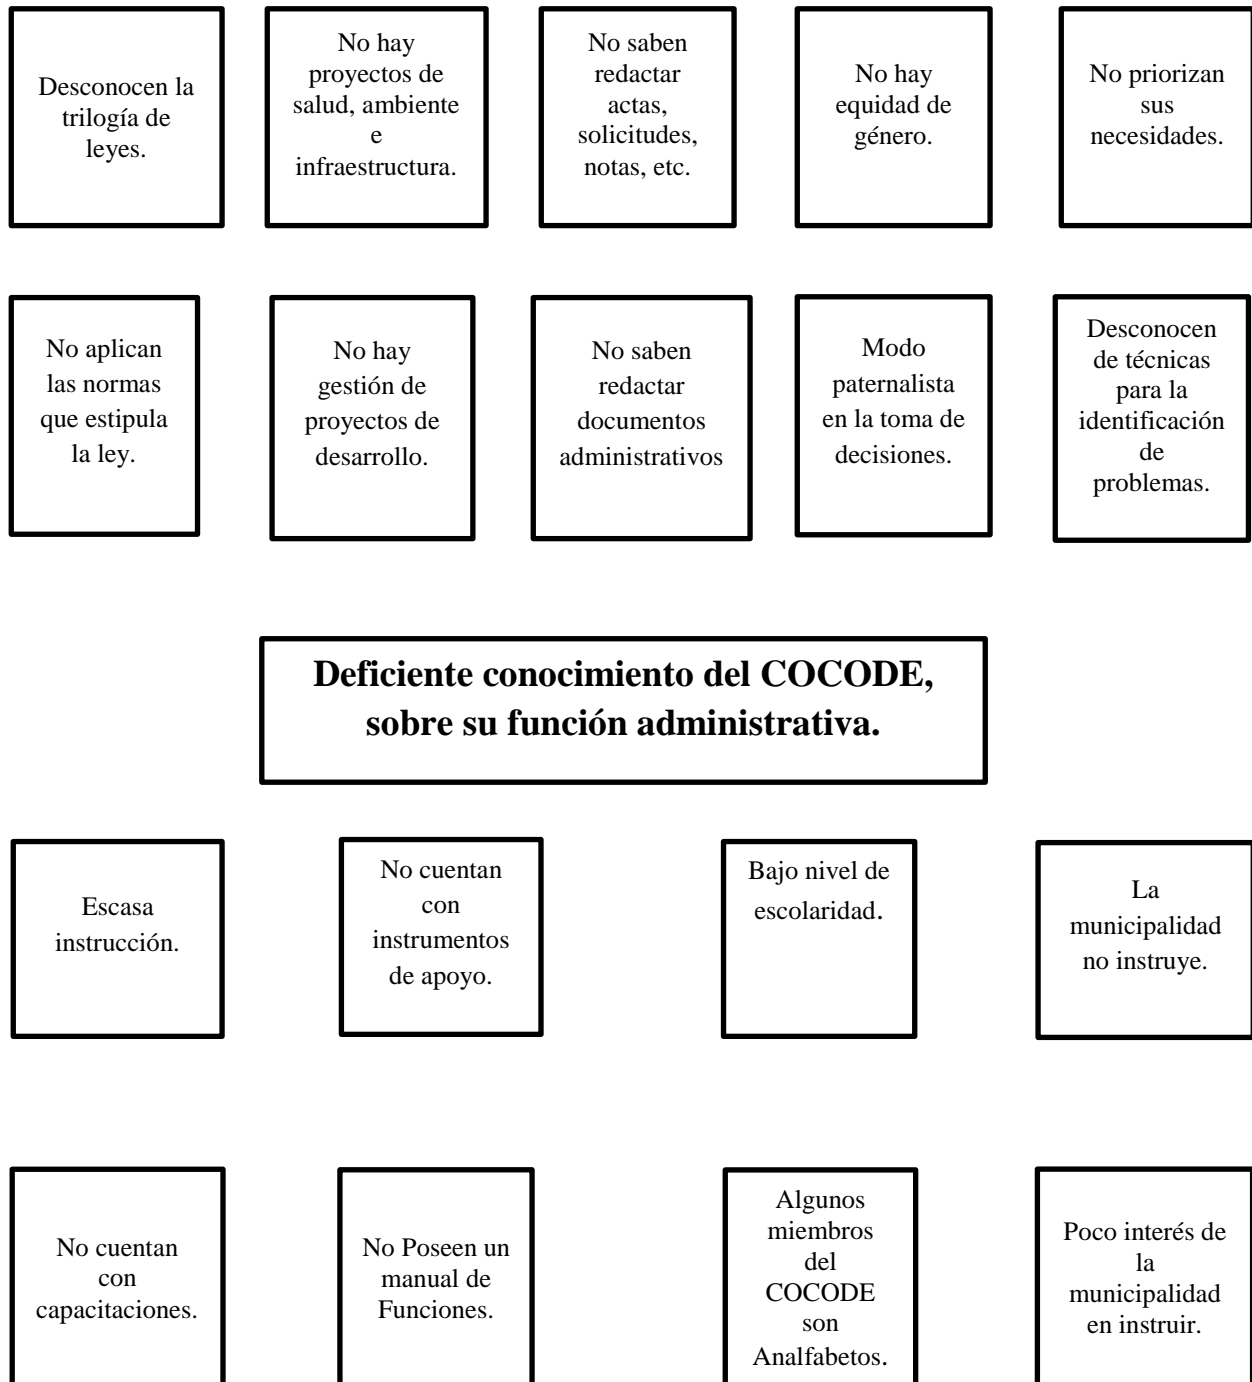 Desconocen la
trilogía de
leyes.
No hay
proyectos de
salud, ambiente
e
infraestructura.
No saben
redactar
actas,
solicitudes,
notas, etc.
No hay
equidad de
género.
No priorizan
sus
necesidades.
No aplican
las normas
que estipula
la ley.
No hay
gestión de
proyectos de
desarrollo.
No saben
redactar
documentos
administrativos
Modo
paternalista
en la toma de
decisiones.
Desconocen
de técnicas
para la
identificación
de
problemas.
Deficiente conocimiento del COCODE,
sobre su función administrativa.
Escasa
instrucción.
No cuentan
con
instrumentos
de apoyo.
Bajo nivel de
escolaridad.
La
municipalidad
no instruye.
No cuentan
con
capacitaciones.
No Poseen un
manual de
Funciones.
Algunos
miembros
del
COCODE
son
Analfabetos.
Poco interés de
la
municipalidad
en instruir.